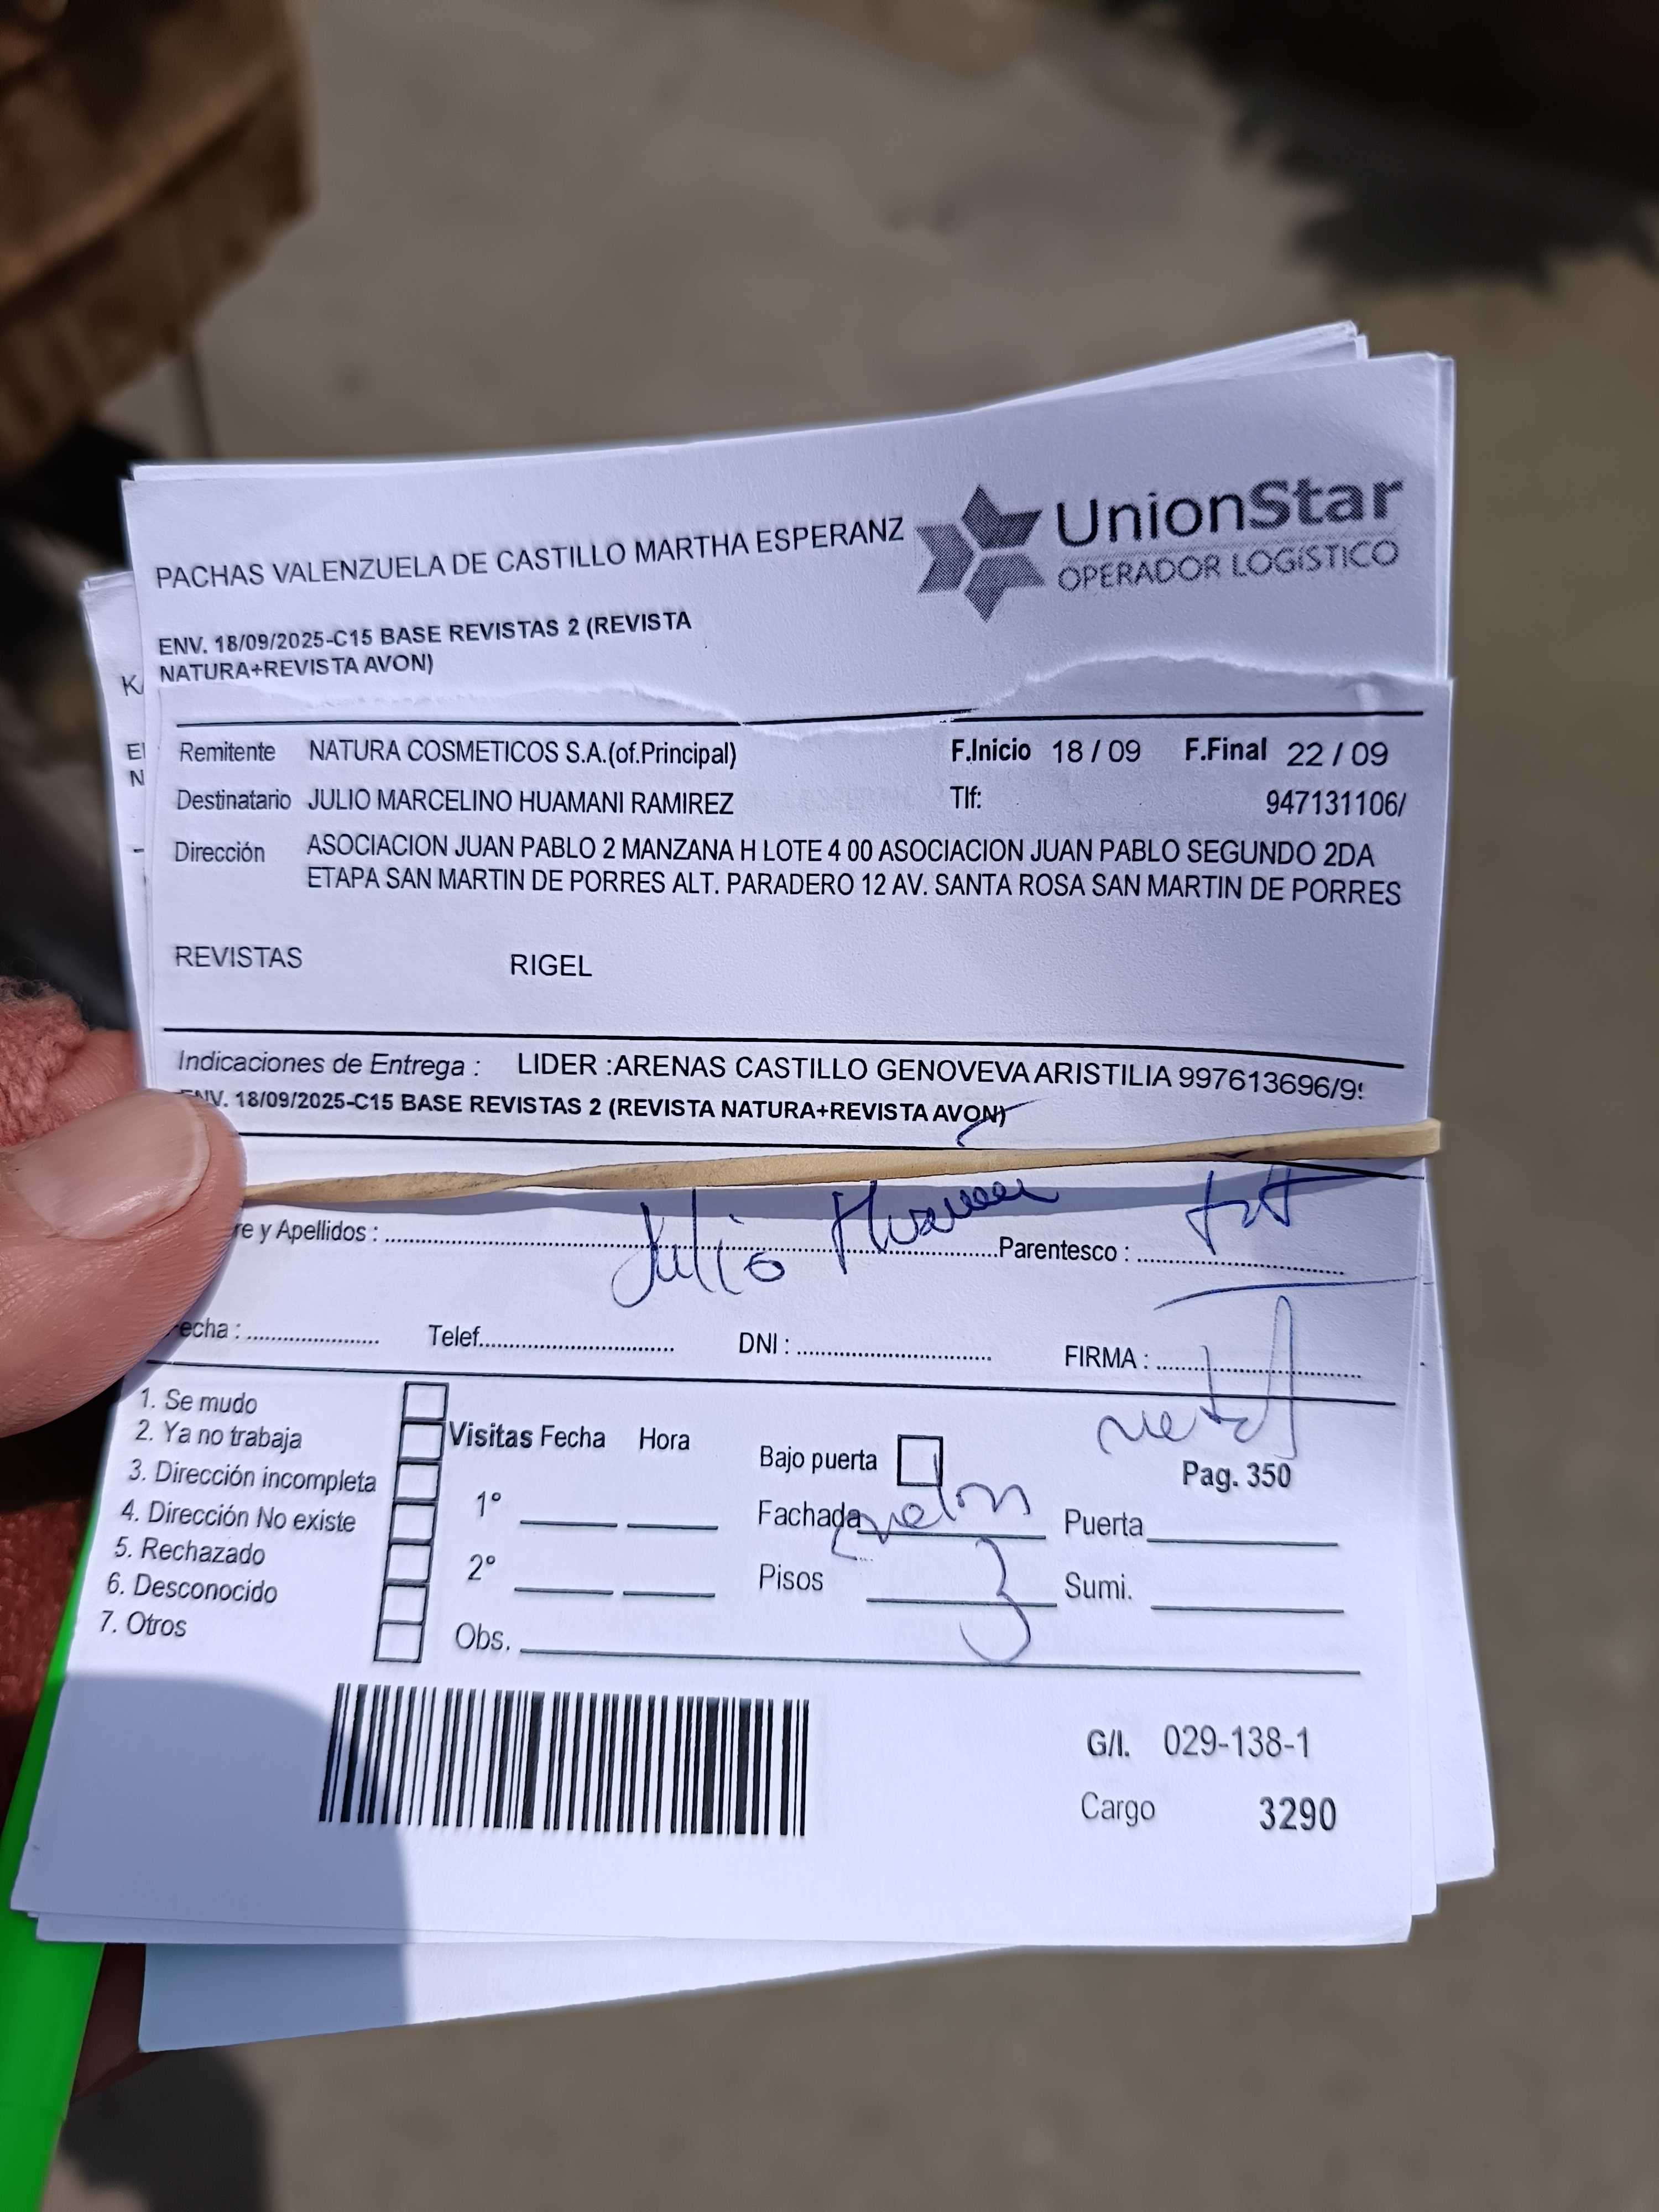 PACHAS VALENZUELA DE CASTILLO MARTHA ESPERANZ
UnionStar
OPERADOR LOGÍSTICO
ENV. 18/09/2025-C15 BASE REVISTAS 2 (REVISTA
NATURA+REVISTA AVON)
Remitente NATURA COSMETICOS S.A.(of.Principal) F.Inicio 18 / 09 F.Final 22 / 09
Destinatario JULIO MARCELINO HUAMANI RAMIREZ Tlf: 947131106/
Dirección ASOCIACION JUAN PABLO 2 MANZANA H LOTE 4 00 ASOCIACION JUAN PABLO SEGUNDO 2DA
ETAPA SAN MARTIN DE PORRES ALT. PARADERO 12 AV. SANTA ROSA SAN MARTIN DE PORRES
REVISTAS RIGEL
Indicaciones de Entrega : LIDER :ARENAS CASTILLO GENOVEVA ARISTILIA 997613696/9
ENV. 18/09/2025-C15 BASE REVISTAS 2 (REVISTA NATURA+REVISTA AVON)
re y Apellidos : Julio Parentesco : tit
echa : Telef. DNI : FIRMA :
1. Se mudo
2. Ya no trabaja
3. Dirección incompleta
4. Dirección No existe
5. Rechazado
6. Desconocido
7. Otros
Visitas Fecha Hora
1°
2°
Obs.
Bajo puerta
Pag. 350
Fachada Puerta
Pisos 3 Sumi.
G/I. 029-138-1
Cargo 3290